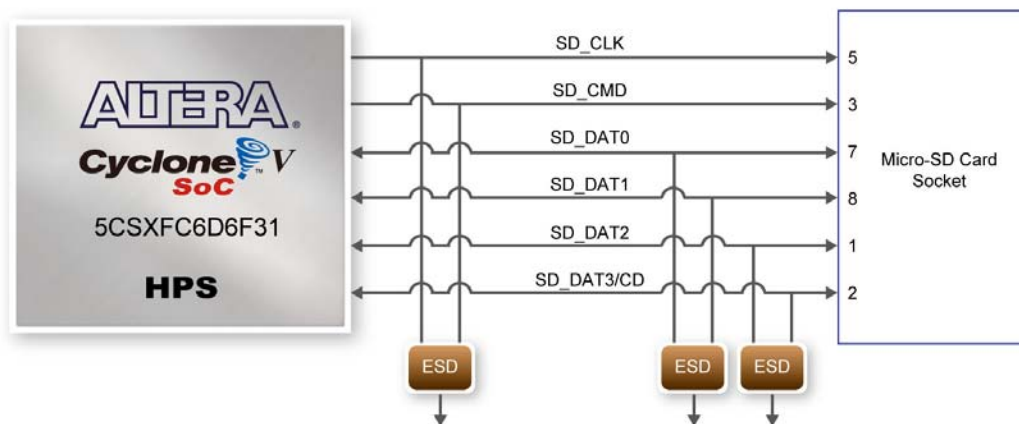 ALTERA®
Cyclone™ V
SoC
5CSXFC6D6F31
HPS
SD_CLK
SD_CMD
SD_DAT0
SD_DAT1
SD_DAT2
SD_DAT3/CD
5
3
7
8
1
2
Micro-SD Card
Socket
ESD
ESD
ESD